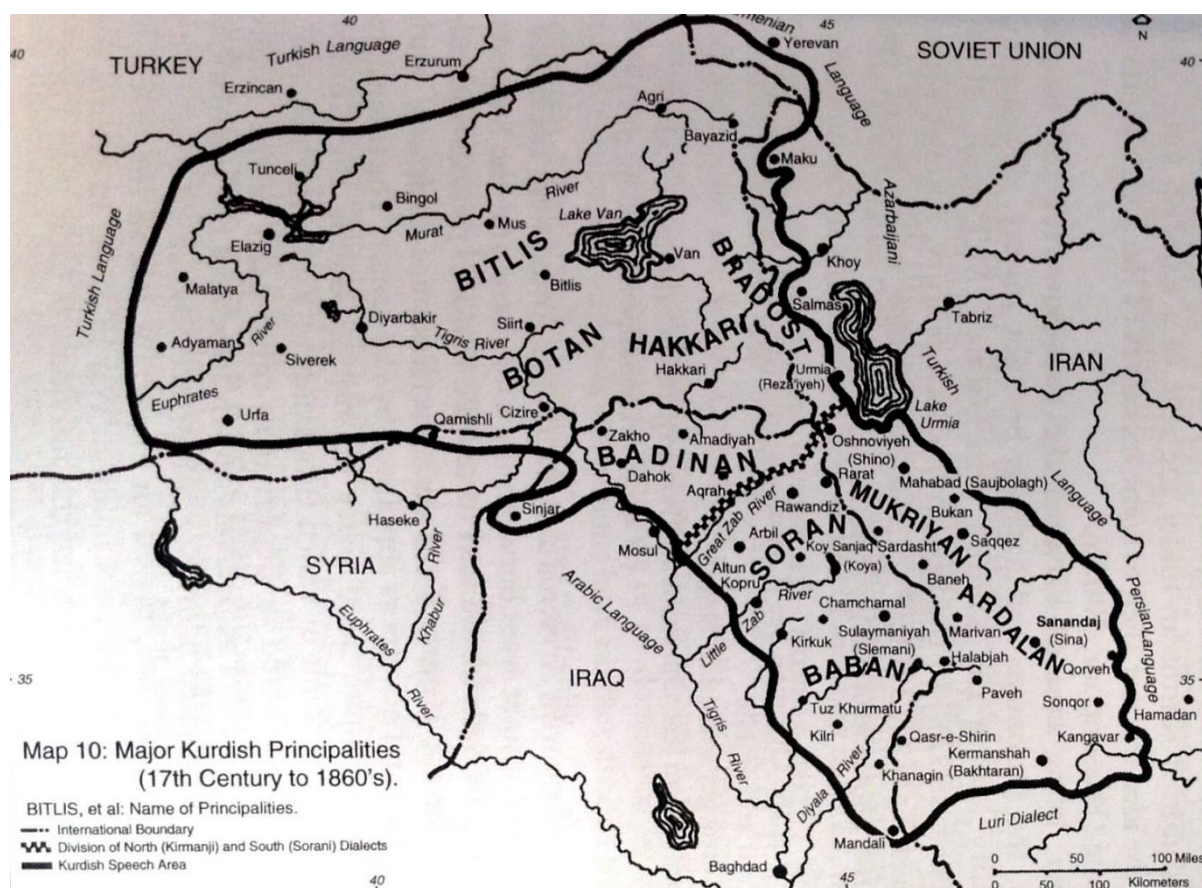 40
45
N
40
40
TURKEY
Turkish Language
Erzurum
Erzincan
Yerevan
SOVIET UNION
Language
Agri
Bayazid
Maku
Azarbaijani
Tunceli
Bingol
River
Lake Van
Mus
Murat
Elazig
Turkish Language
BITLIS
Van
BRADOST
Khoy
Malatya
Bitlis
Salmas
Tabriz
Diyarbakir
Siirt
Tigris River
HAKKARI
Adyaman
River
Siverek
BOTAN
Hakkari
Urmia
(Reza'iyeh)
Turkish
IRAN
Euphrates
Urfa
Qamishli
Cizire
Lake
Urmia
Zakho
Amadiyah
Oshnoviyeh
(Shino)
BADINAN
Dahok
Aqrah
Rarat
Mahabad (Saujbolagh)
Language
Haseke
Sinjar
Great Zab River
Rawandiz
MUKRIYAN
Bukan
Mosul
Arbil
SORAN
Koy Sanjaq
(Koya)
Sardasht
Saqqez
SYRIA
River
Khabur
Arabic Language
Altun
Kopru
Baneh
ARDALAN
Persian Language
Euphrates
River
Little Zab River
Chamchamal
Kirkuk
Sulaymaniyah
(Slemani)
Marivan
Sanandaj
(Sina)
Halabjah
Qorveh
IRAQ
BABAN
Paveh
35
35
Tuz Khurmatu
Sonqor
Hamadan
Tigris
River
Kilri
Qasr-e-Shirin
Kangavar
Kermanshah
(Bakhtaran)
Khanagin
Diyala River
Luri Dialect
Mandali
Baghdad
Map 10: Major Kurdish Principalities
(17th Century to 1860's).
BITLIS, et al: Name of Principalities.
International Boundary
Division of North (Kirmanji) and South (Sorani) Dialects
Kurdish Speech Area
40
45
0 50 100 Miles
0 50 100
Kilometers